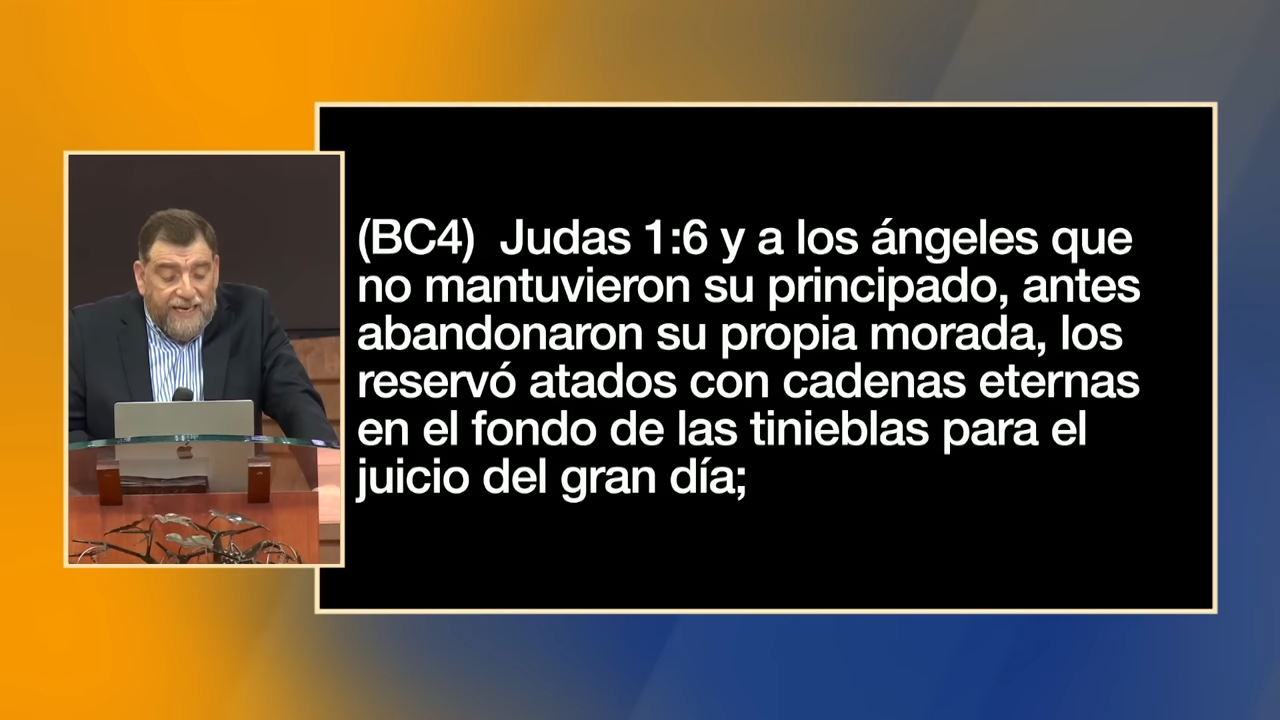 (BC4) Judas 1:6 y a los ángeles que
no mantuvieron su principado, antes
abandonaron su propia morada, los
reservó atados con cadenas eternas
en el fondo de las tinieblas para el
juicio del gran día;